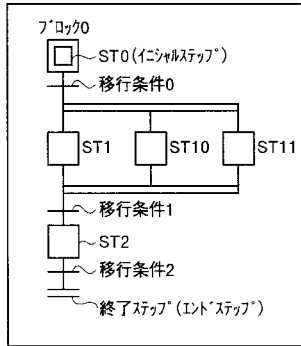 ブロック0
ST0(イニシャルステップ)
移行条件0
ST1
ST10
ST11
移行条件1
ST2
移行条件2
終了ステップ(エンドステップ)